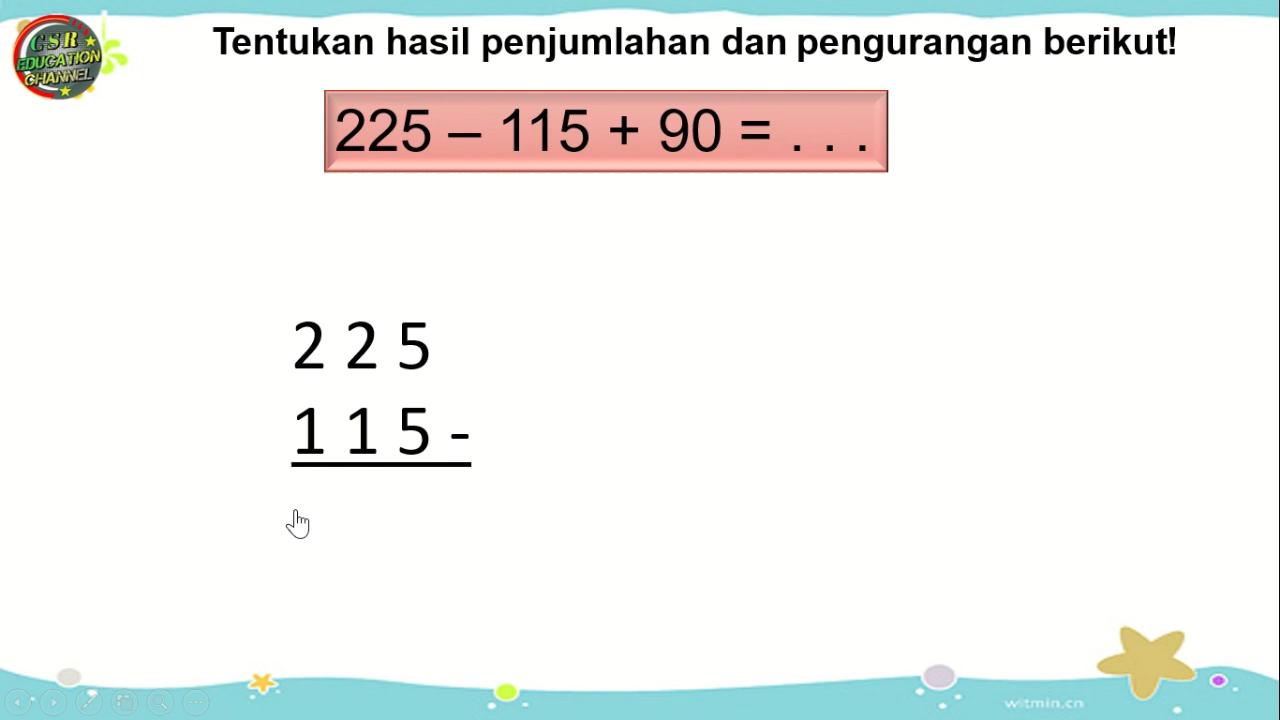 GSR
EDUCATION
CHANNEL
Tentukan hasil penjumlahan dan pengurangan berikut!
225 – 115 + 90 = . . .
2 2 5
1 1 5 -
witmin.cn